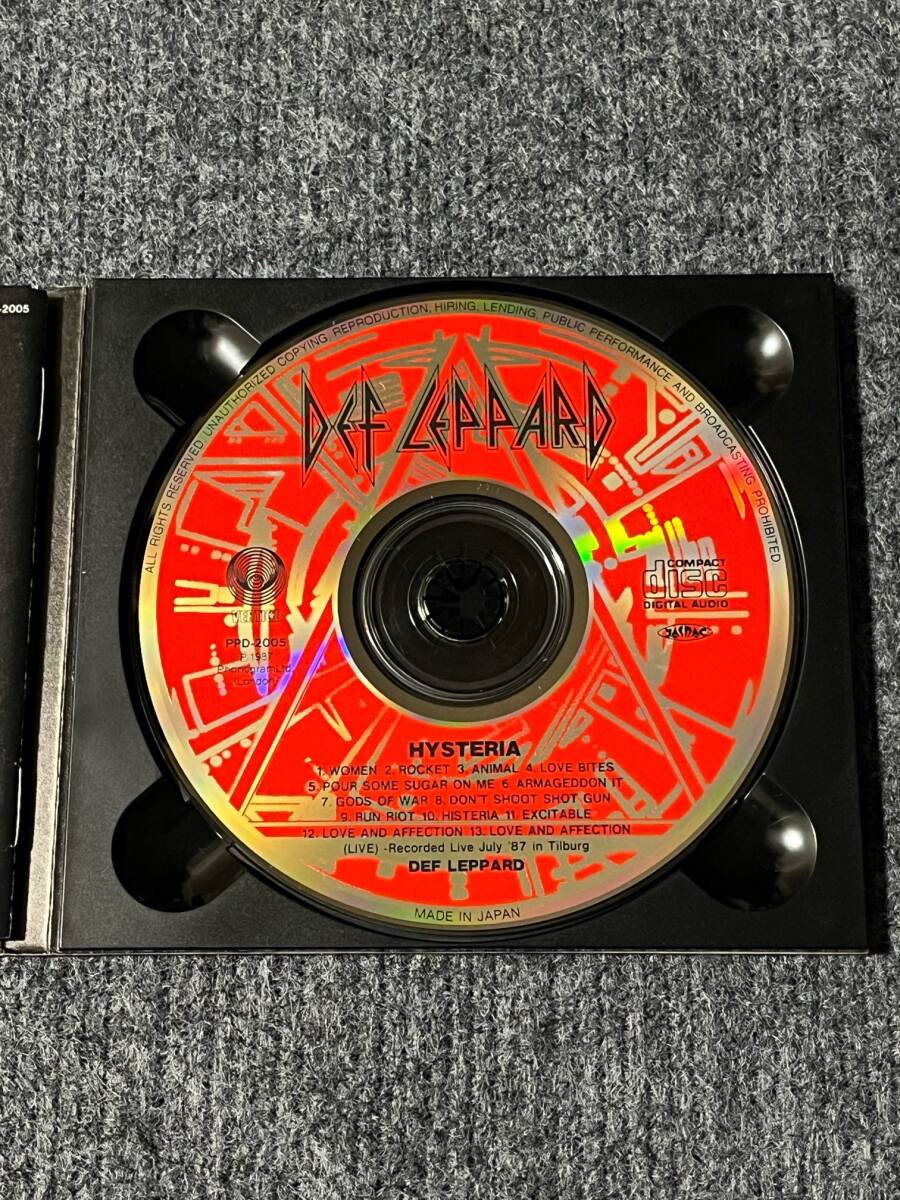 -2005
ALL RIGHTS RESERVED UNAUTHORIZED COPYING, REPRODUCTION, HIRING, LENDING, PUBLIC PERFORMANCE AND BROADCASTING PROHIBITED
DEF LEPPARD
VERTIGO
PPD-2005
P 1987
Phonogram Ltd.
(London)
COMPACT
disc
DIGITAL AUDIO
JASRAC
HYSTERIA
1. WOMEN 2. ROCKET 3. ANIMAL 4. LOVE BITES
5. POUR SOME SUGAR ON ME 6. ARMAGEDDON IT
7. GODS OF WAR 8. DON'T SHOOT SHOT GUN
9. RUN RIOT 10. HISTERIA 11. EXCITABLE
12. LOVE AND AFFECTION 13. LOVE AND AFFECTION
(LIVE) -Recorded Live July '87 in Tilburg
DEF LEPPARD
MADE IN JAPAN